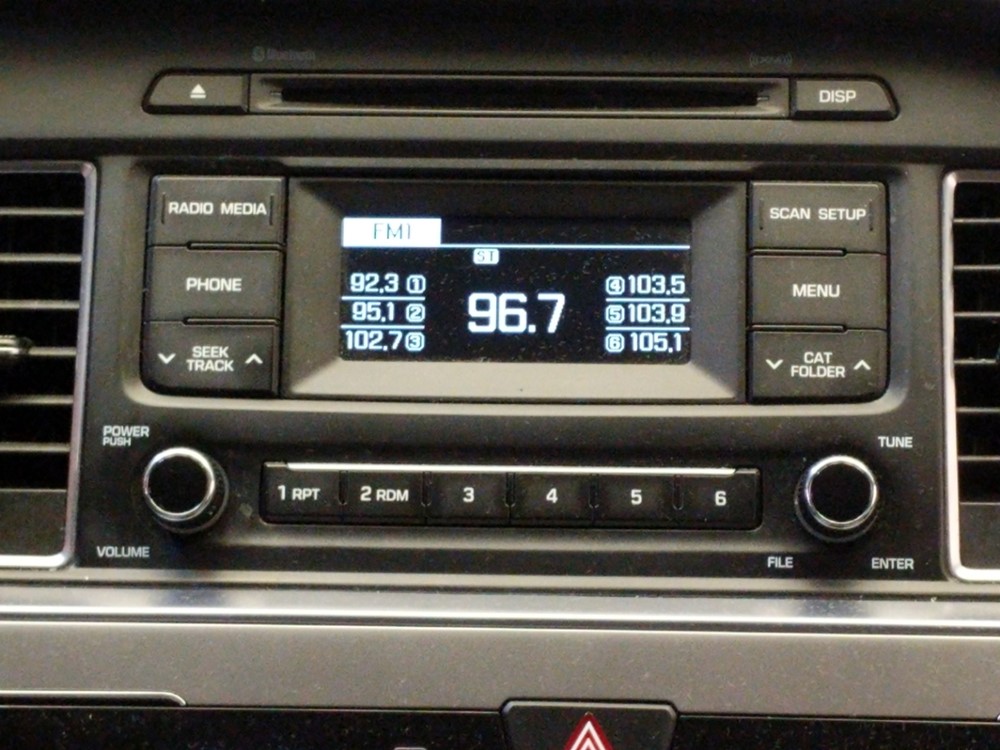 Bluetooth
DISP
RADIO MEDIA
SCAN SETUP
FM1
ST
92.3 1
95.1 2
102.7 3
96.7
4 103.5
5 103.9
6 105.1
PHONE
MENU
SEEK
TRACK
CAT
FOLDER
POWER
PUSH
TUNE
1 RPT
2 RDM
3
4
5
6
VOLUME
FILE
ENTER